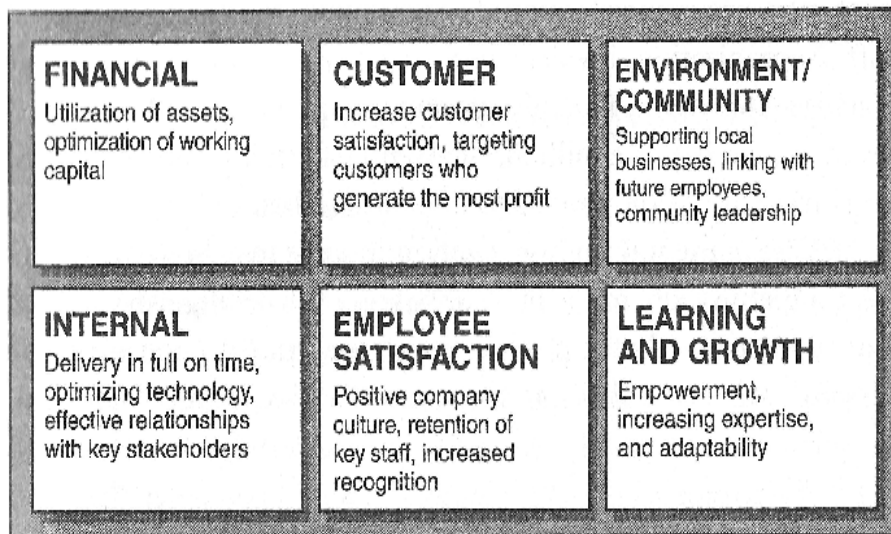 FINANCIAL
Utilization of assets,
optimization of working
capital
CUSTOMER
Increase customer
satisfaction, targeting
customers who
generate the most profit
ENVIRONMENT/
COMMUNITY
Supporting local
businesses, linking with
future employees,
community leadership
INTERNAL
Delivery in full on time,
optimizing technology,
effective relationships
with key stakeholders
EMPLOYEE
SATISFACTION
Positive company
culture, retention of
key staff, increased
recognition
LEARNING
AND GROWTH
Empowerment,
increasing expertise,
and adaptability